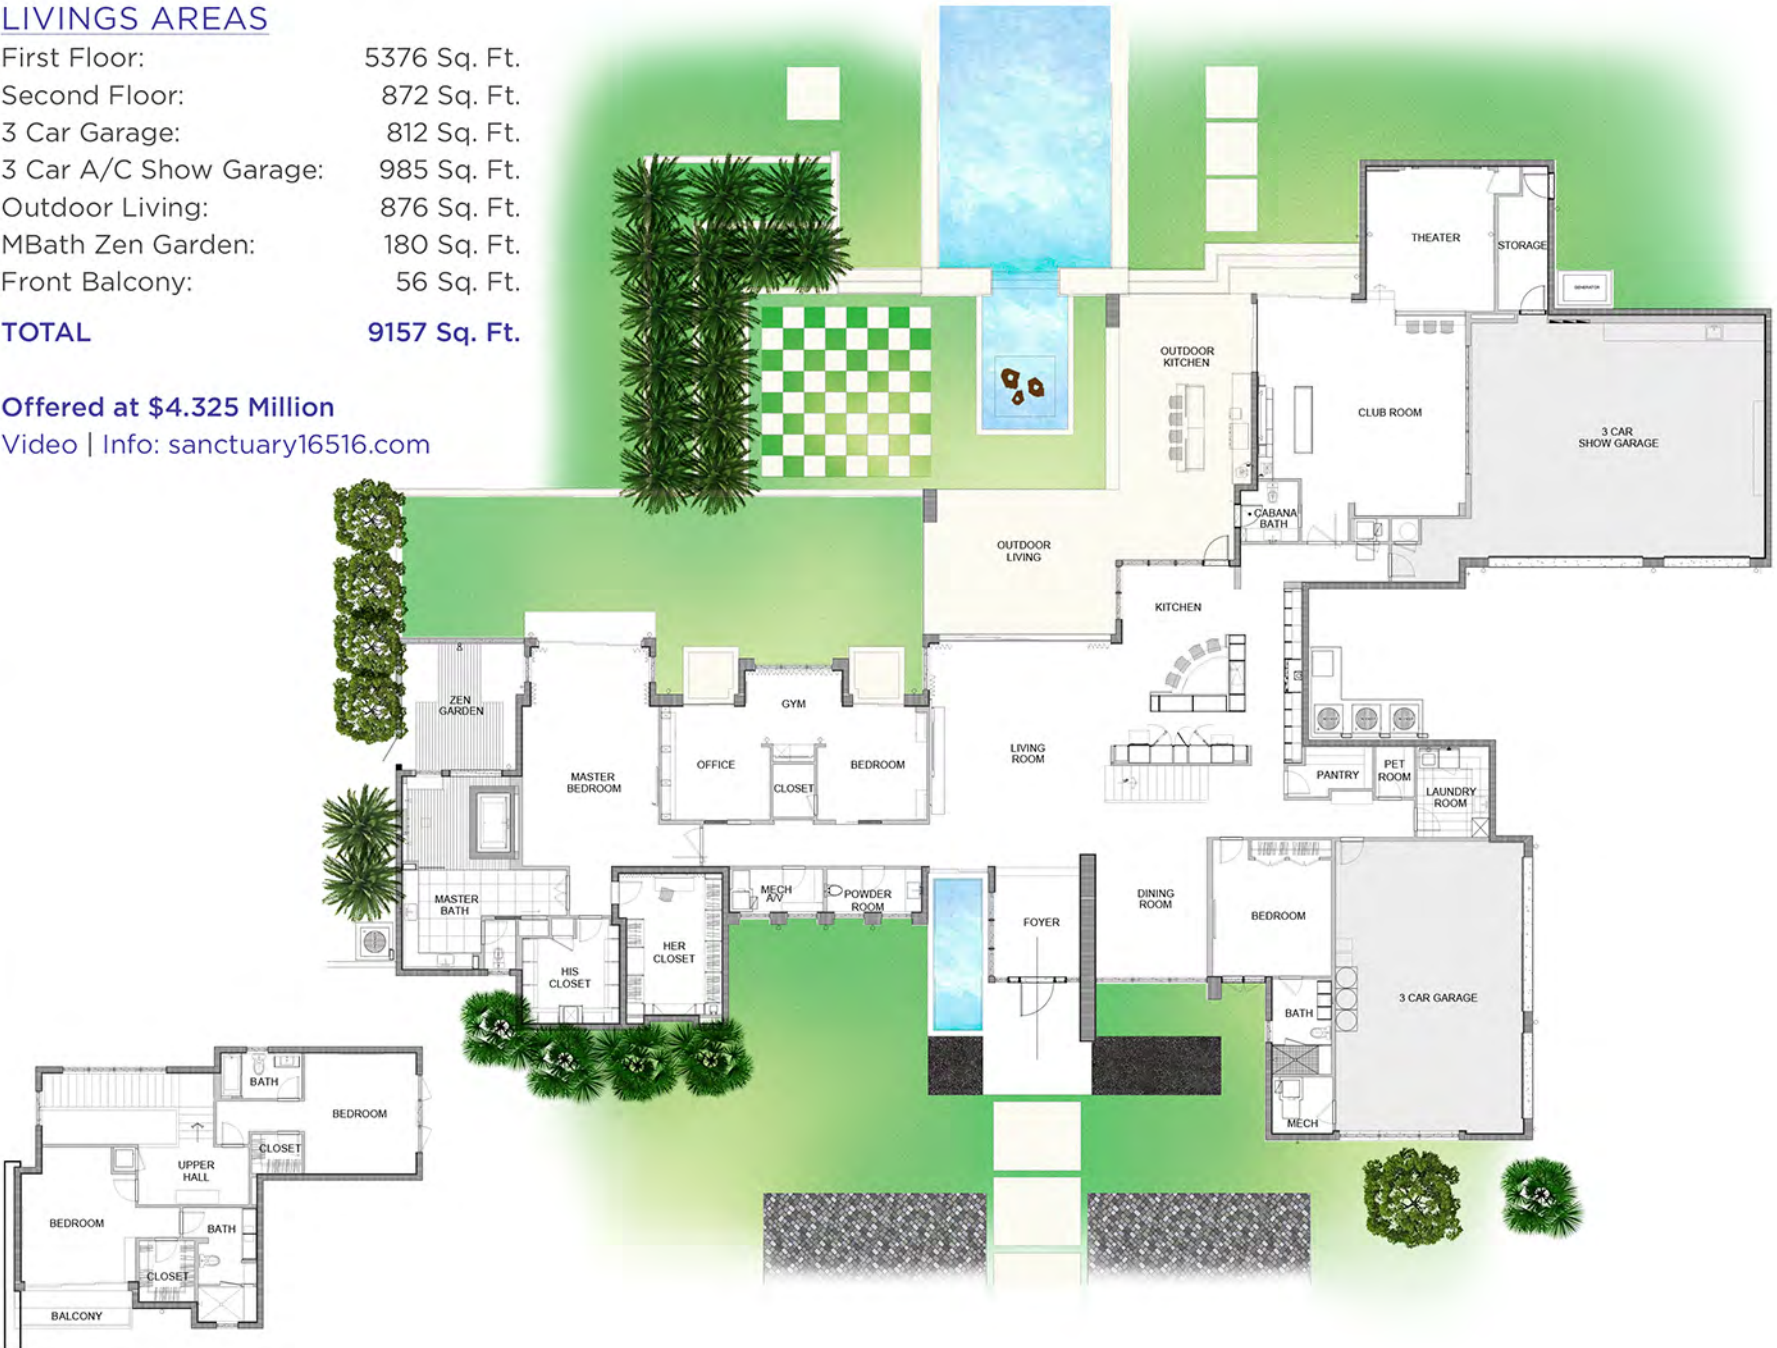 LIVINGS AREAS
First Floor: 5376 Sq. Ft.
Second Floor: 872 Sq. Ft.
3 Car Garage: 812 Sq. Ft.
3 Car A/C Show Garage: 985 Sq. Ft.
Outdoor Living: 876 Sq. Ft.
MBath Zen Garden: 180 Sq. Ft.
Front Balcony: 56 Sq. Ft.
TOTAL 9157 Sq. Ft.
Offered at $4.325 Million
Video | Info: sanctuary16516.com
THEATER
STORAGE
GENERATOR
OUTDOOR
KITCHEN
CLUB ROOM
3 CAR
SHOW GARAGE
CABANA
BATH
OUTDOOR
LIVING
KITCHEN
ZEN
GARDEN
GYM
LIVING
ROOM
OFFICE
BEDROOM
CLOSET
MASTER
BEDROOM
PANTRY
PET
ROOM
LAUNDRY
ROOM
MASTER
BATH
MECH
A/V
POWDER
ROOM
FOYER
DINING
ROOM
BEDROOM
HER
CLOSET
HIS
CLOSET
3 CAR GARAGE
BATH
MECH
BATH
BEDROOM
CLOSET
UPPER
HALL
BEDROOM
BATH
CLOSET
BALCONY